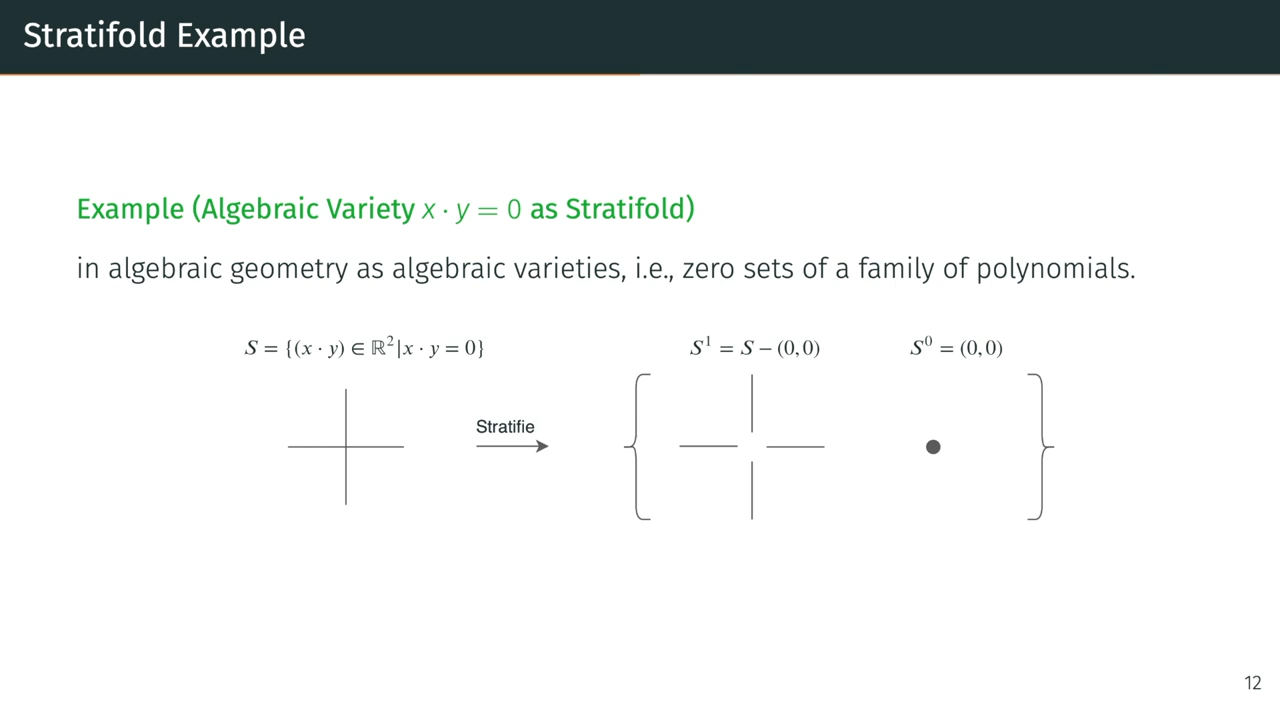 Stratifold Example
Example (Algebraic Variety x · y = 0 as Stratifold)
in algebraic geometry as algebraic varieties, i.e., zero sets of a family of polynomials.
S = {(x · y) ∈ ℝ²|x · y = 0}
S¹ = S − (0, 0)
S⁰ = (0, 0)
Stratifie
12